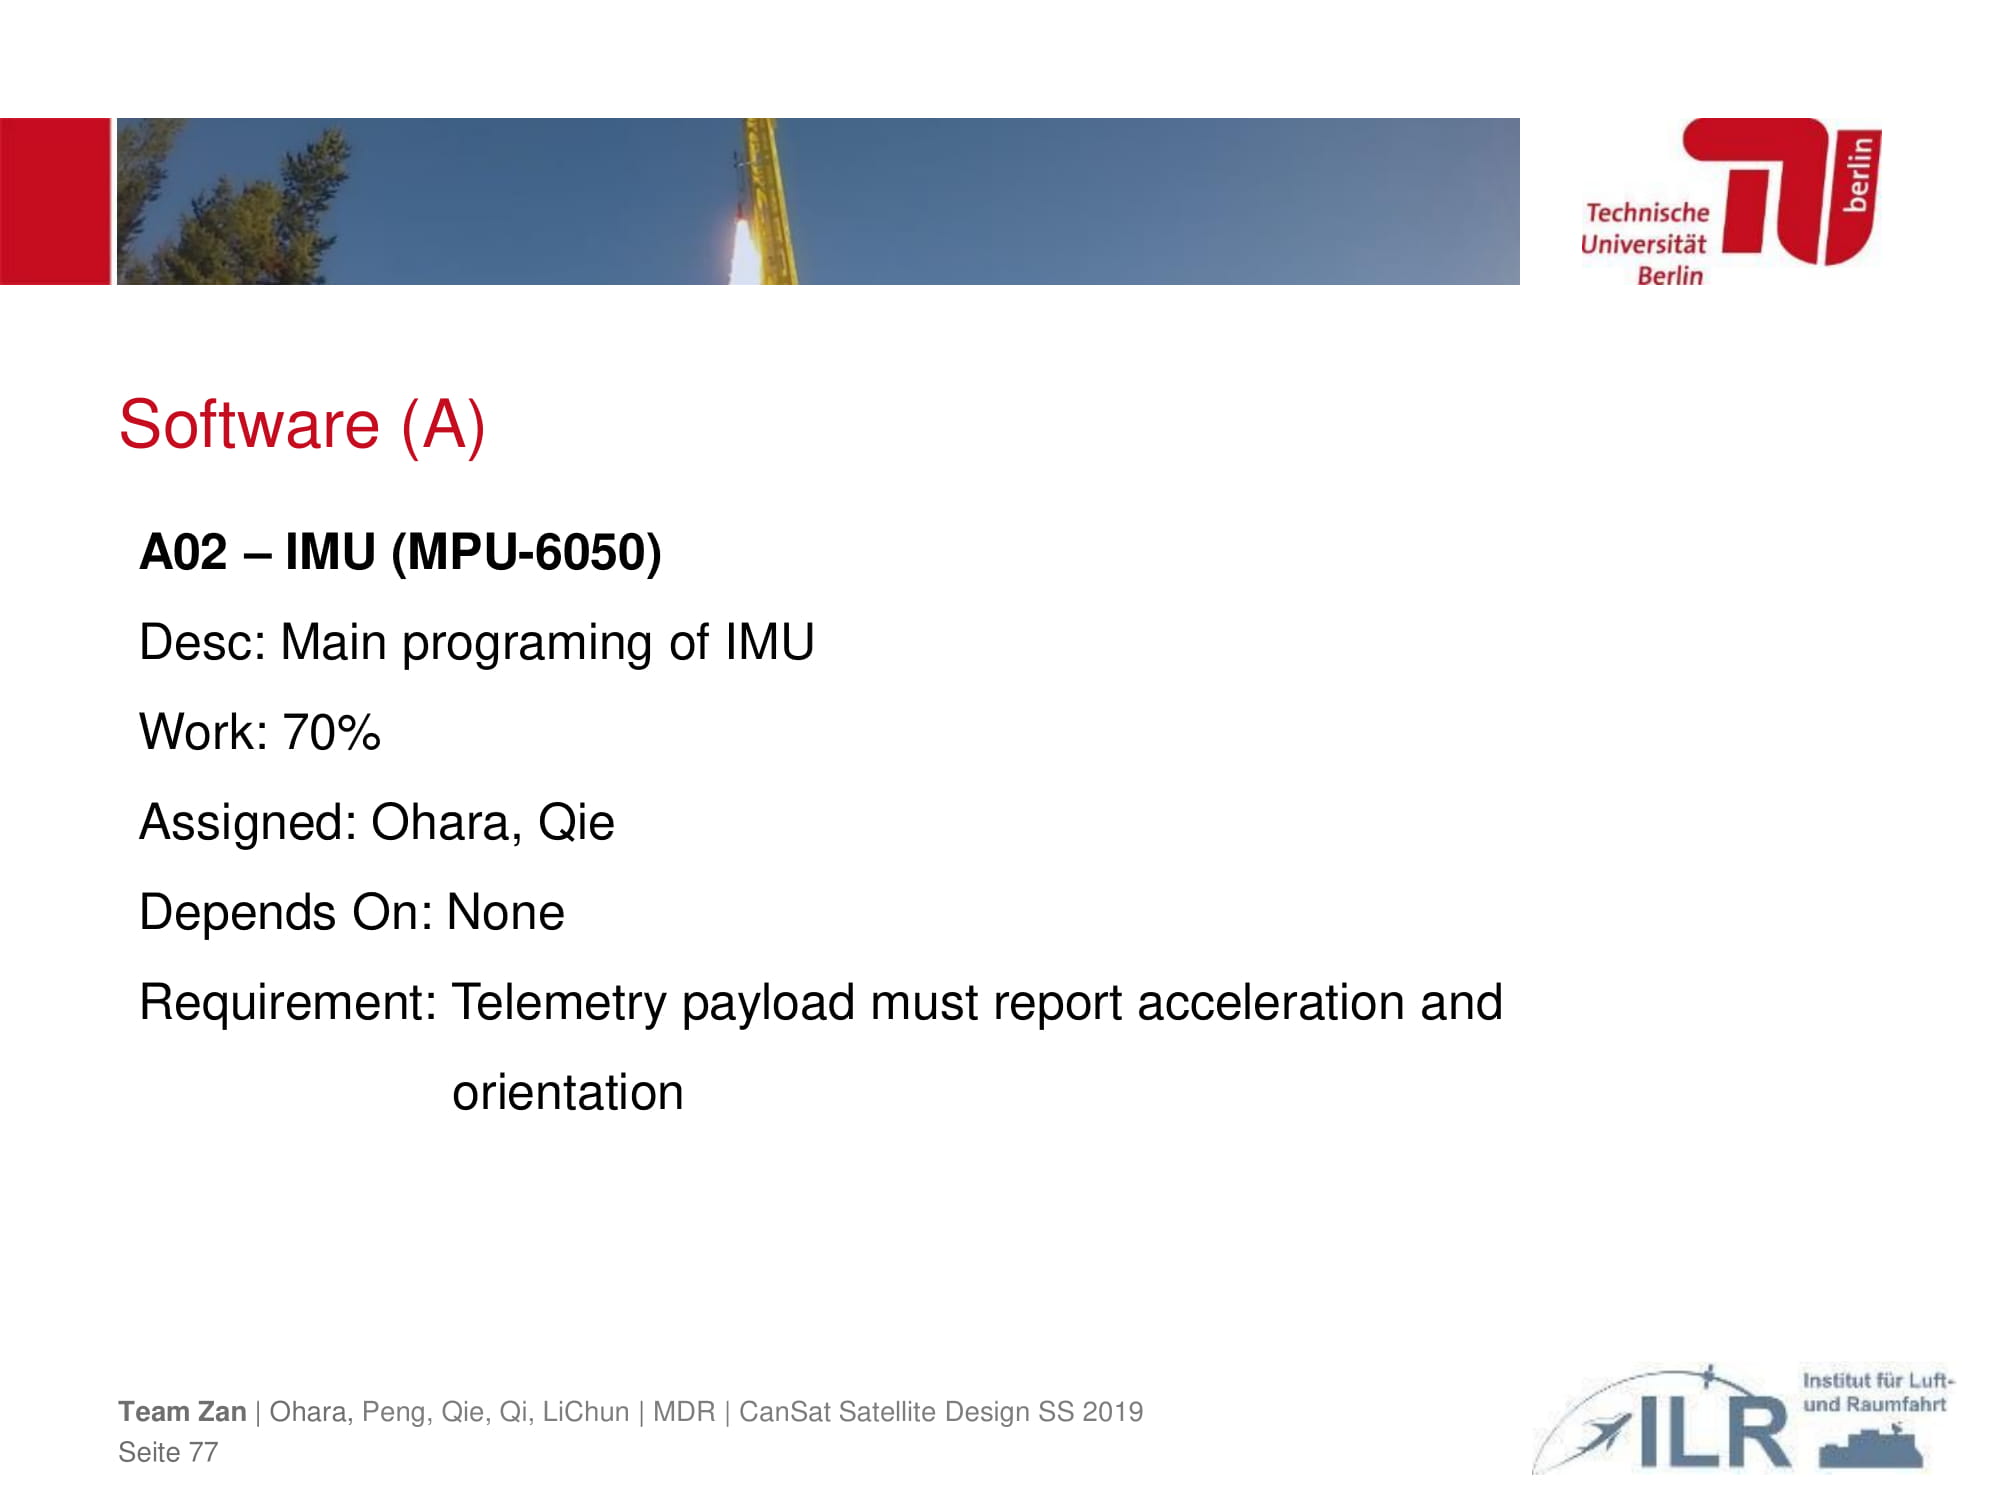 Technische
Universität
Berlin
berlin
Software (A)
A02 – IMU (MPU-6050)
Desc: Main programing of IMU
Work: 70%
Assigned: Ohara, Qie
Depends On: None
Requirement: Telemetry payload must report acceleration and
orientation
Team Zan | Ohara, Peng, Qie, Qi, LiChun | MDR | CanSat Satellite Design SS 2019
Seite 77
ILR
Institut für Luft-
und Raumfahrt